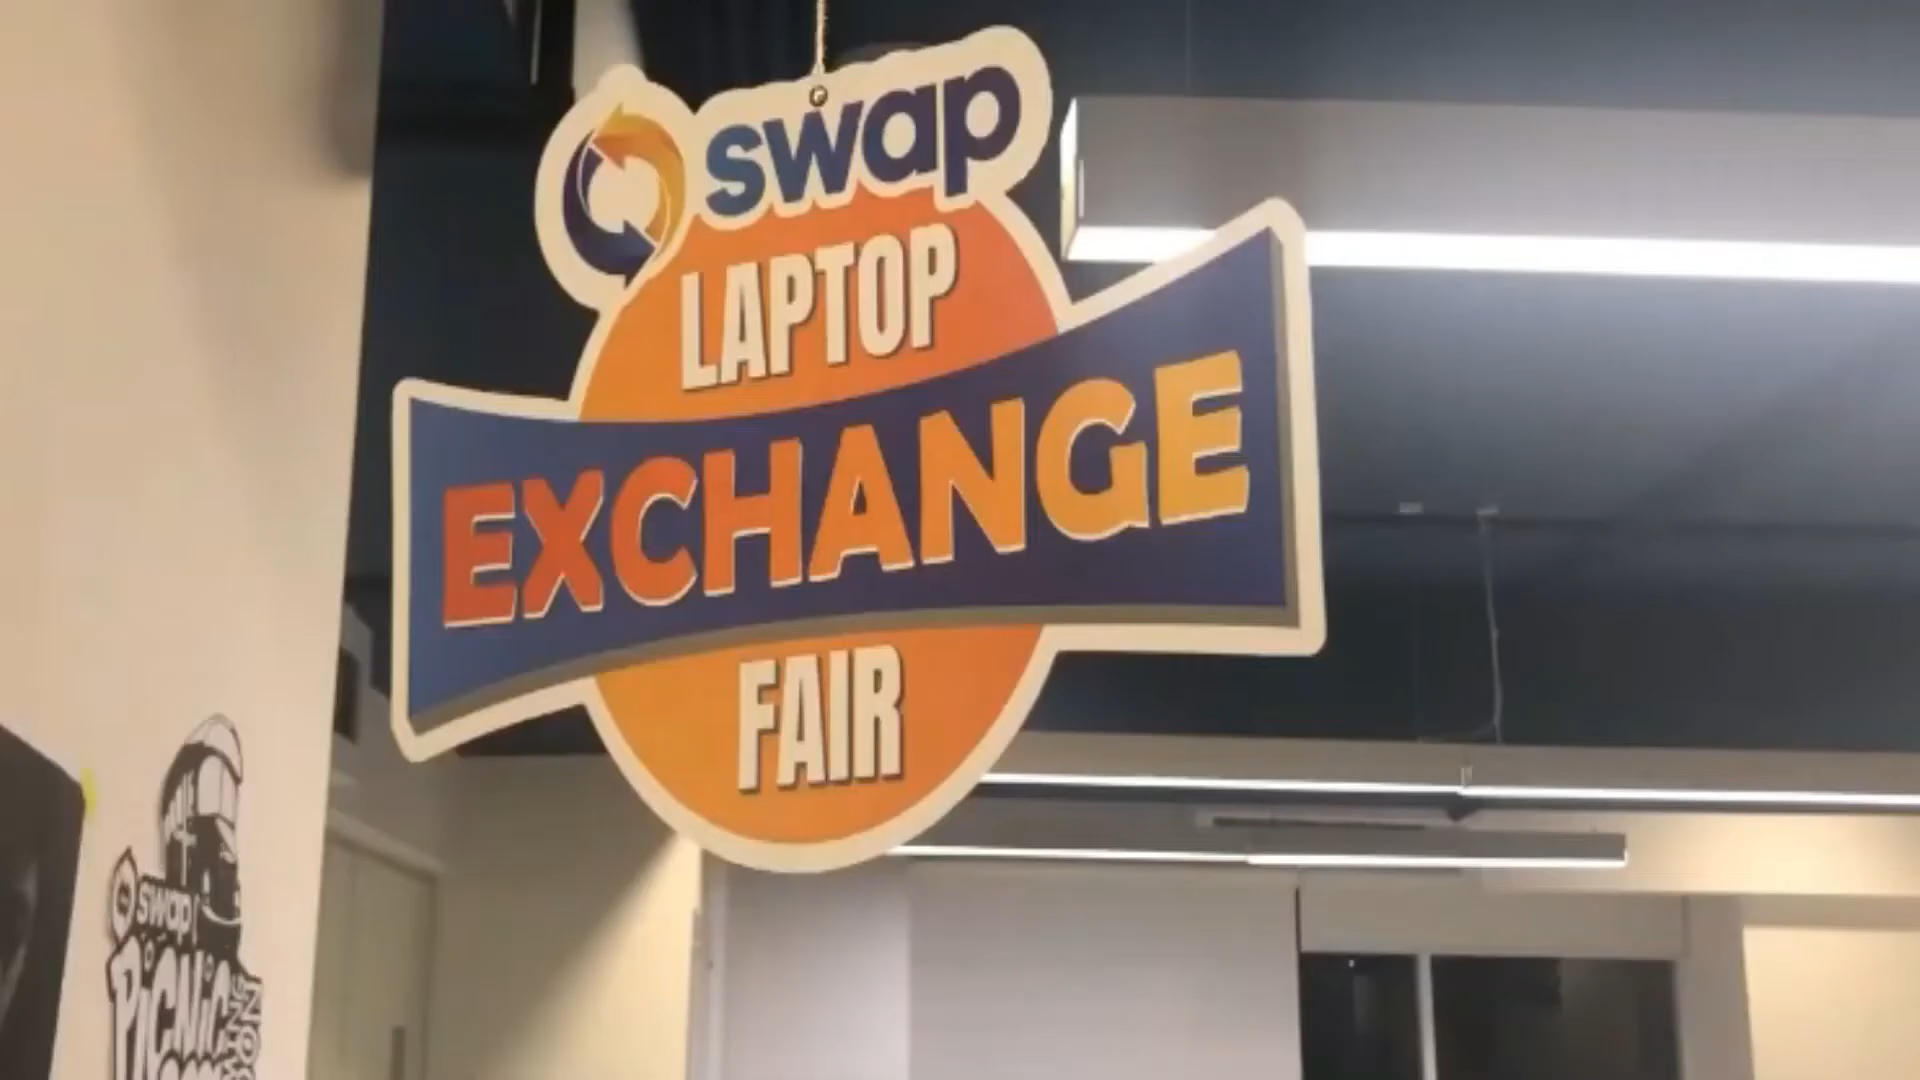 swap
LAPTOP
EXCHANGE
FAIR
swap
PiCNiC